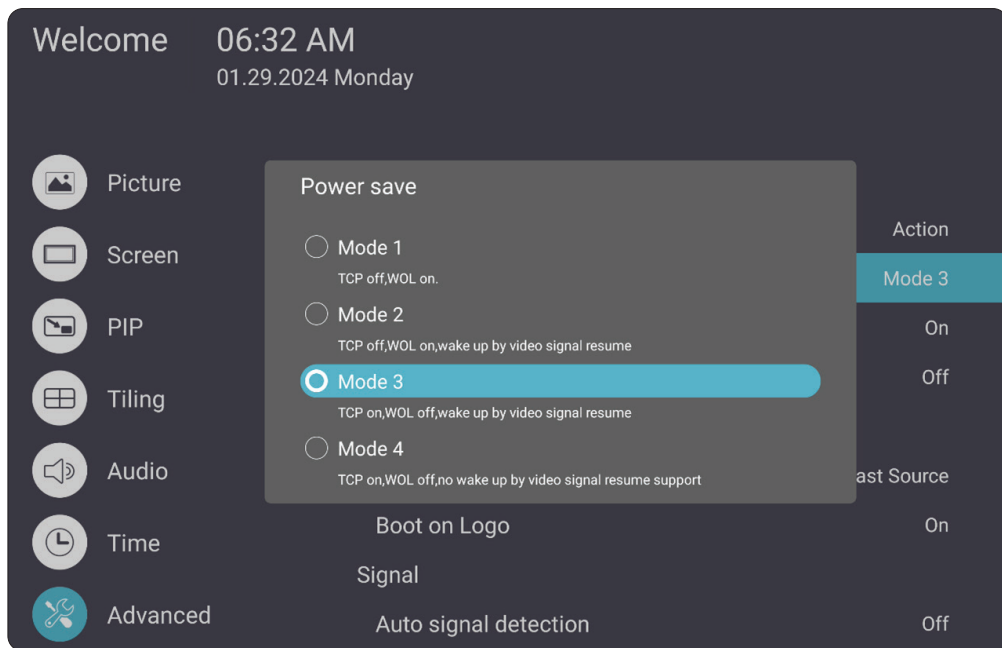 Welcome 06:32 AM
01.29.2024 Monday
Picture
Screen
PIP
Tiling
Audio
Time
Advanced
Power save
Mode 1
TCP off,WOL on.
Mode 2
TCP off,WOL on,wake up by video signal resume
Mode 3
TCP on,WOL off,wake up by video signal resume
Mode 4
TCP on,WOL off,no wake up by video signal resume support
Action
Mode 3
On
Off
ast Source
Boot on Logo On
Signal
Auto signal detection Off